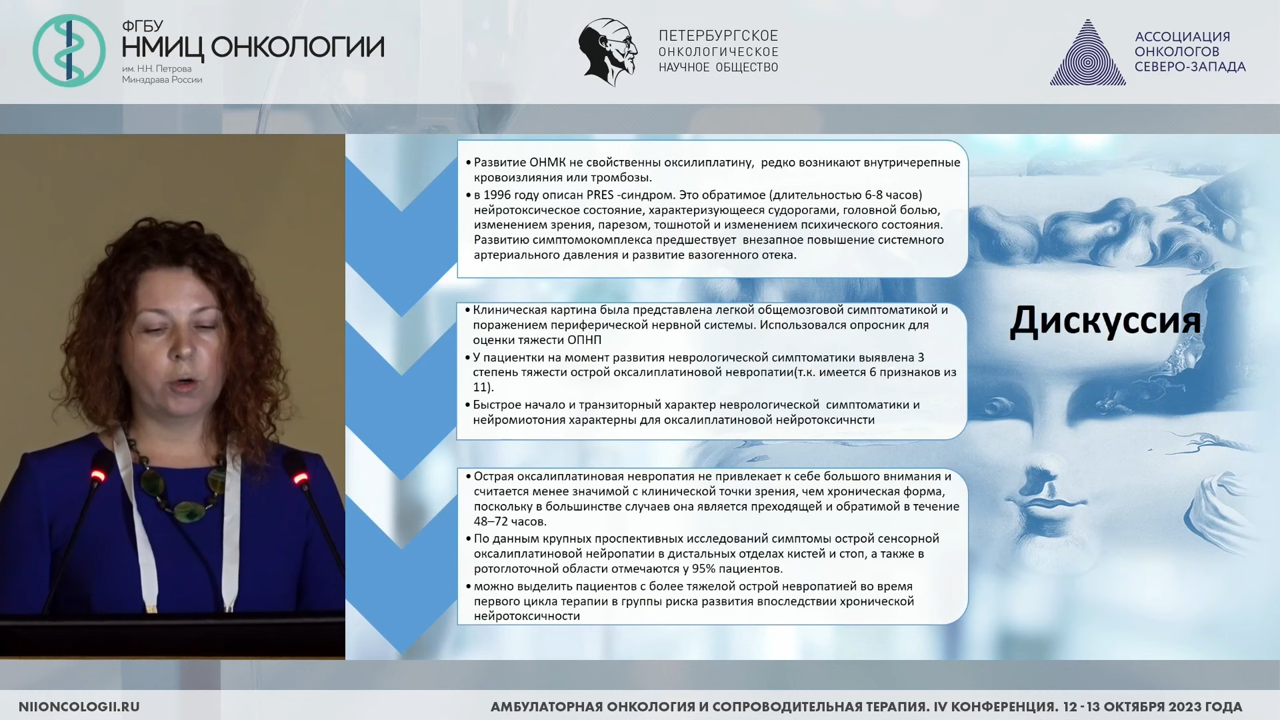 ФГБУ
НМИЦ ОНКОЛОГИИ
им. Н.Н. Петрова
Минздрава России
ПЕТЕРБУРГСКОЕ
ОНКОЛОГИЧЕСКОЕ
НАУЧНОЕ ОБЩЕСТВО
АССОЦИАЦИЯ
ОНКОЛОГОВ
СЕВЕРО-ЗАПАДА
• Развитие ОНМК не свойственны оксилиплатину, редко возникают внутричерепные
кровоизлияния или тромбозы.
• в 1996 году описан PRES -синдром. Это обратимое (длительностью 6-8 часов)
нейротоксическое состояние, характеризующееся судорогами, головной болью,
изменением зрения, парезом, тошнотой и изменением психического состояния.
Развитию симптомокомплекса предшествует внезапное повышение системного
артериального давления и развитие вазогенного отека.
• Клиническая картина была представлена легкой общемозговой симптоматикой и
поражением периферической нервной системы. Использовался опросник для
оценки тяжести ОПНП
• У пациентки на момент развития неврологической симптоматики выявлена 3
степень тяжести острой оксалиплатиновой невропатии(т.к. имеется 6 признаков из
11).
• Быстрое начало и транзиторный характер неврологической симптоматики и
нейромиотония характерны для оксалиплатиновой нейротоксичнсти
• Острая оксалиплатиновая невропатия не привлекает к себе большого внимания и
считается менее значимой с клинической точки зрения, чем хроническая форма,
поскольку в большинстве случаев она является преходящей и обратимой в течение
48–72 часов.
• По данным крупных проспективных исследований симптомы острой сенсорной
оксалиплатиновой нейропатии в дистальных отделах кистей и стоп, а также в
ротоглоточной области отмечаются у 95% пациентов.
• можно выделить пациентов с более тяжелой острой невропатией во время
первого цикла терапии в группы риска развития впоследствии хронической
нейротоксичности
Дискуссия
NIIONCOLOGII.RU
АМБУЛАТОРНАЯ ОНКОЛОГИЯ И СОПРОВОДИТЕЛЬНАЯ ТЕРАПИЯ. IV КОНФЕРЕНЦИЯ. 12 - 13 ОКТЯБРЯ 2023 ГОДА